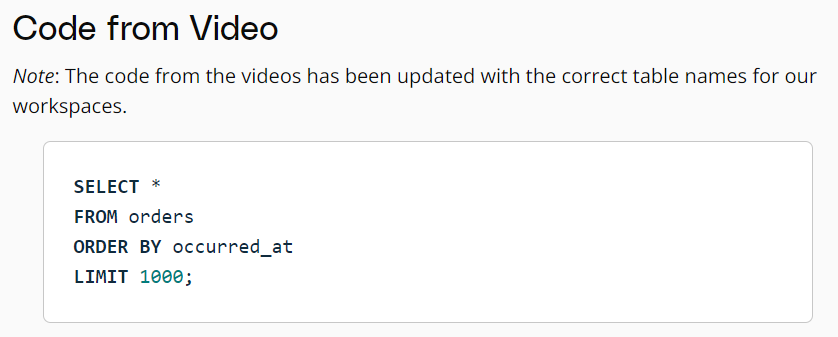 Code from Video
Note: The code from the videos has been updated with the correct table names for our
workspaces.
SELECT *
FROM orders
ORDER BY occurred_at
LIMIT 1000;